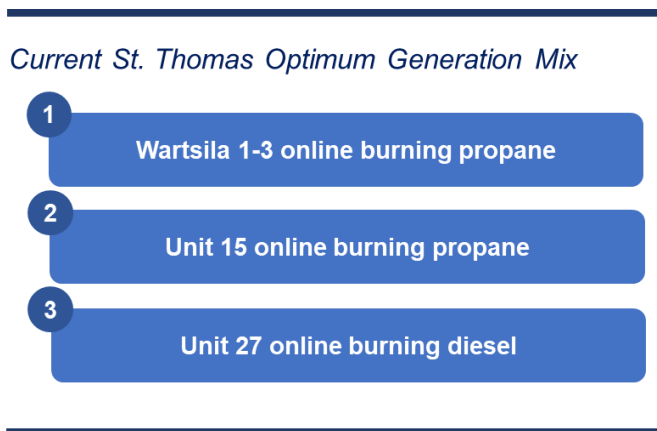 Current St. Thomas Optimum Generation Mix
1
Wartsila 1-3 online burning propane
2
Unit 15 online burning propane
3
Unit 27 online burning diesel